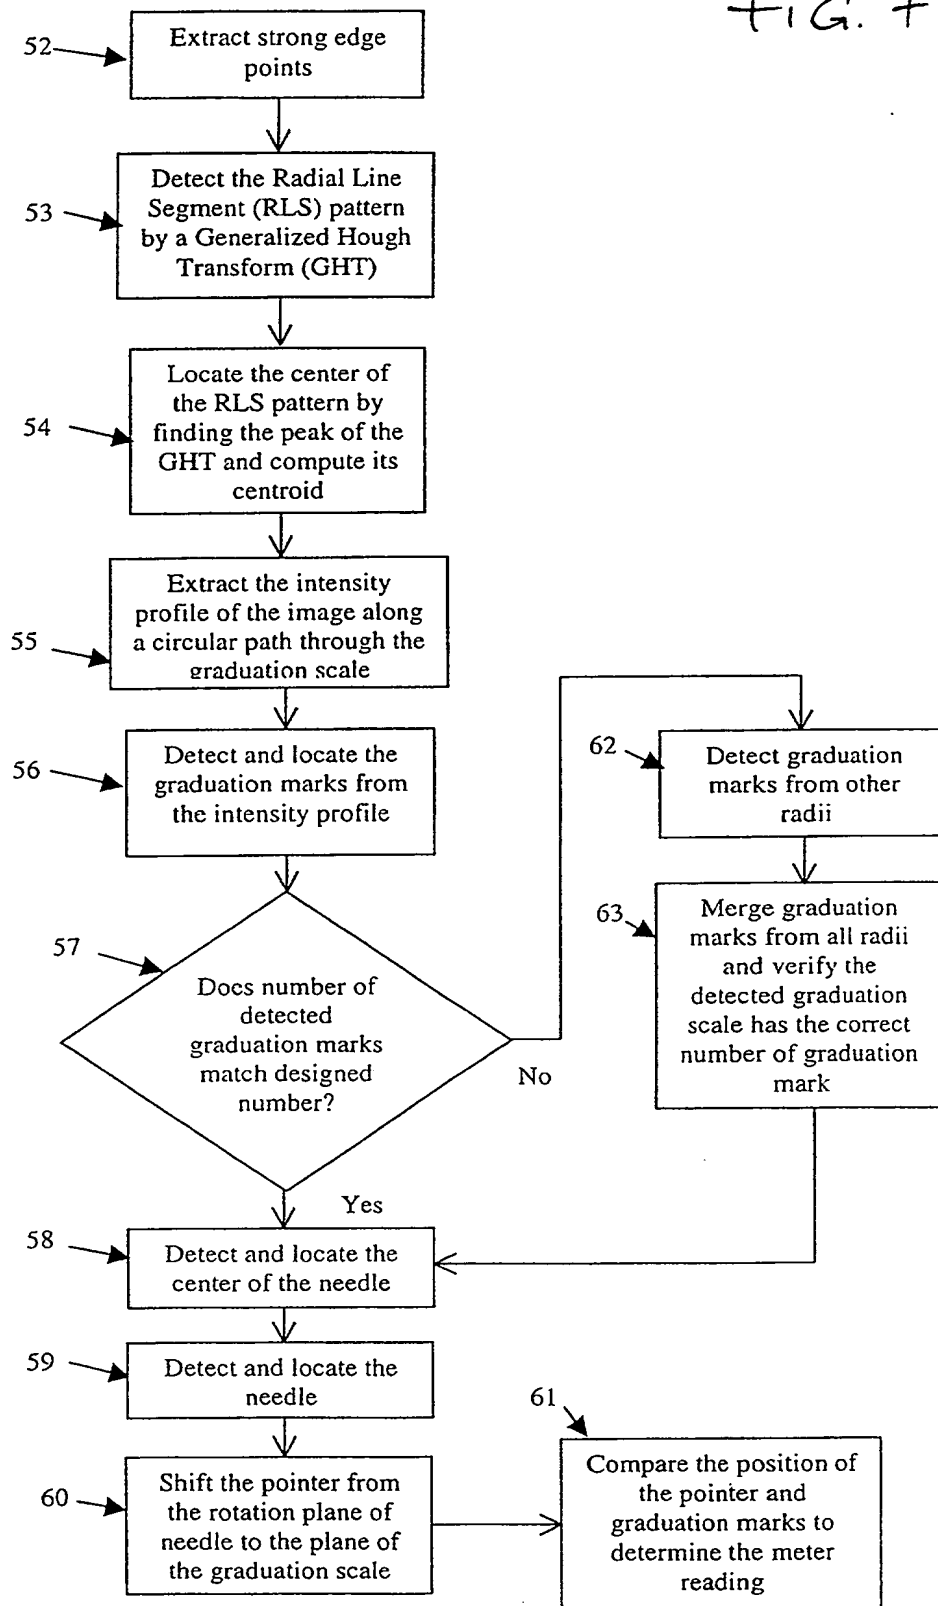 FIG. 7
52
Extract strong edge
points
53
Detect the Radial Line
Segment (RLS) pattern
by a Generalized Hough
Transform (GHT)
54
Locate the center of
the RLS pattern by
finding the peak of the
GHT and compute its
centroid
55
Extract the intensity
profile of the image along
a circular path through the
graduation scale
56
Detect and locate the
graduation marks from
the intensity profile
57
Does number of
detected
graduation marks
match designed
number?
No
Yes
62
Detect graduation
marks from other
radii
63
Merge graduation
marks from all radii
and verify the
detected graduation
scale has the correct
number of graduation
mark
58
Detect and locate the
center of the needle
59
Detect and locate the
needle
60
Shift the pointer from
the rotation plane of
needle to the plane of
the graduation scale
61
Compare the position of
the pointer and
graduation marks to
determine the meter
reading